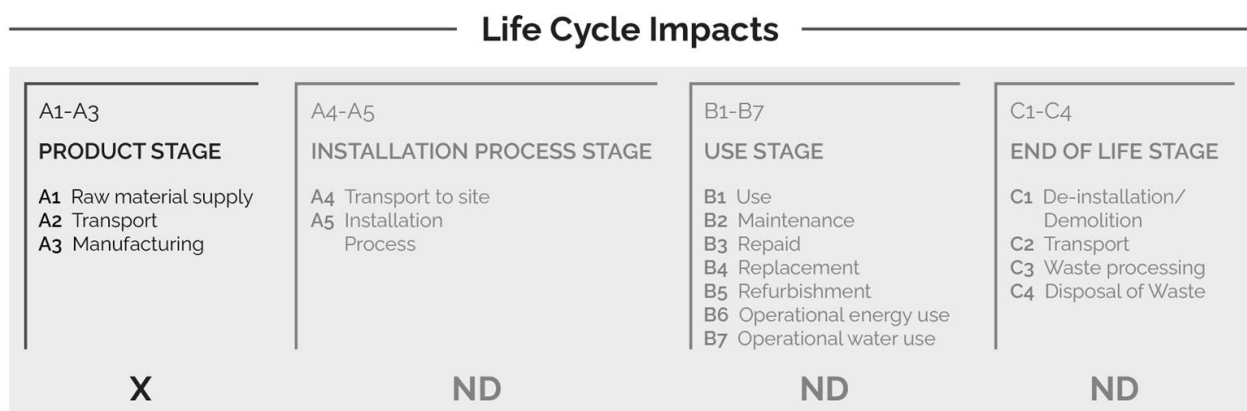 Life Cycle Impacts
A1-A3
PRODUCT STAGE
A1 Raw material supply
A2 Transport
A3 Manufacturing
X
A4-A5
INSTALLATION PROCESS STAGE
A4 Transport to site
A5 Installation
Process
ND
B1-B7
USE STAGE
B1 Use
B2 Maintenance
B3 Repaid
B4 Replacement
B5 Refurbishment
B6 Operational energy use
B7 Operational water use
ND
C1-C4
END OF LIFE STAGE
C1 De-installation/
Demolition
C2 Transport
C3 Waste processing
C4 Disposal of Waste
ND